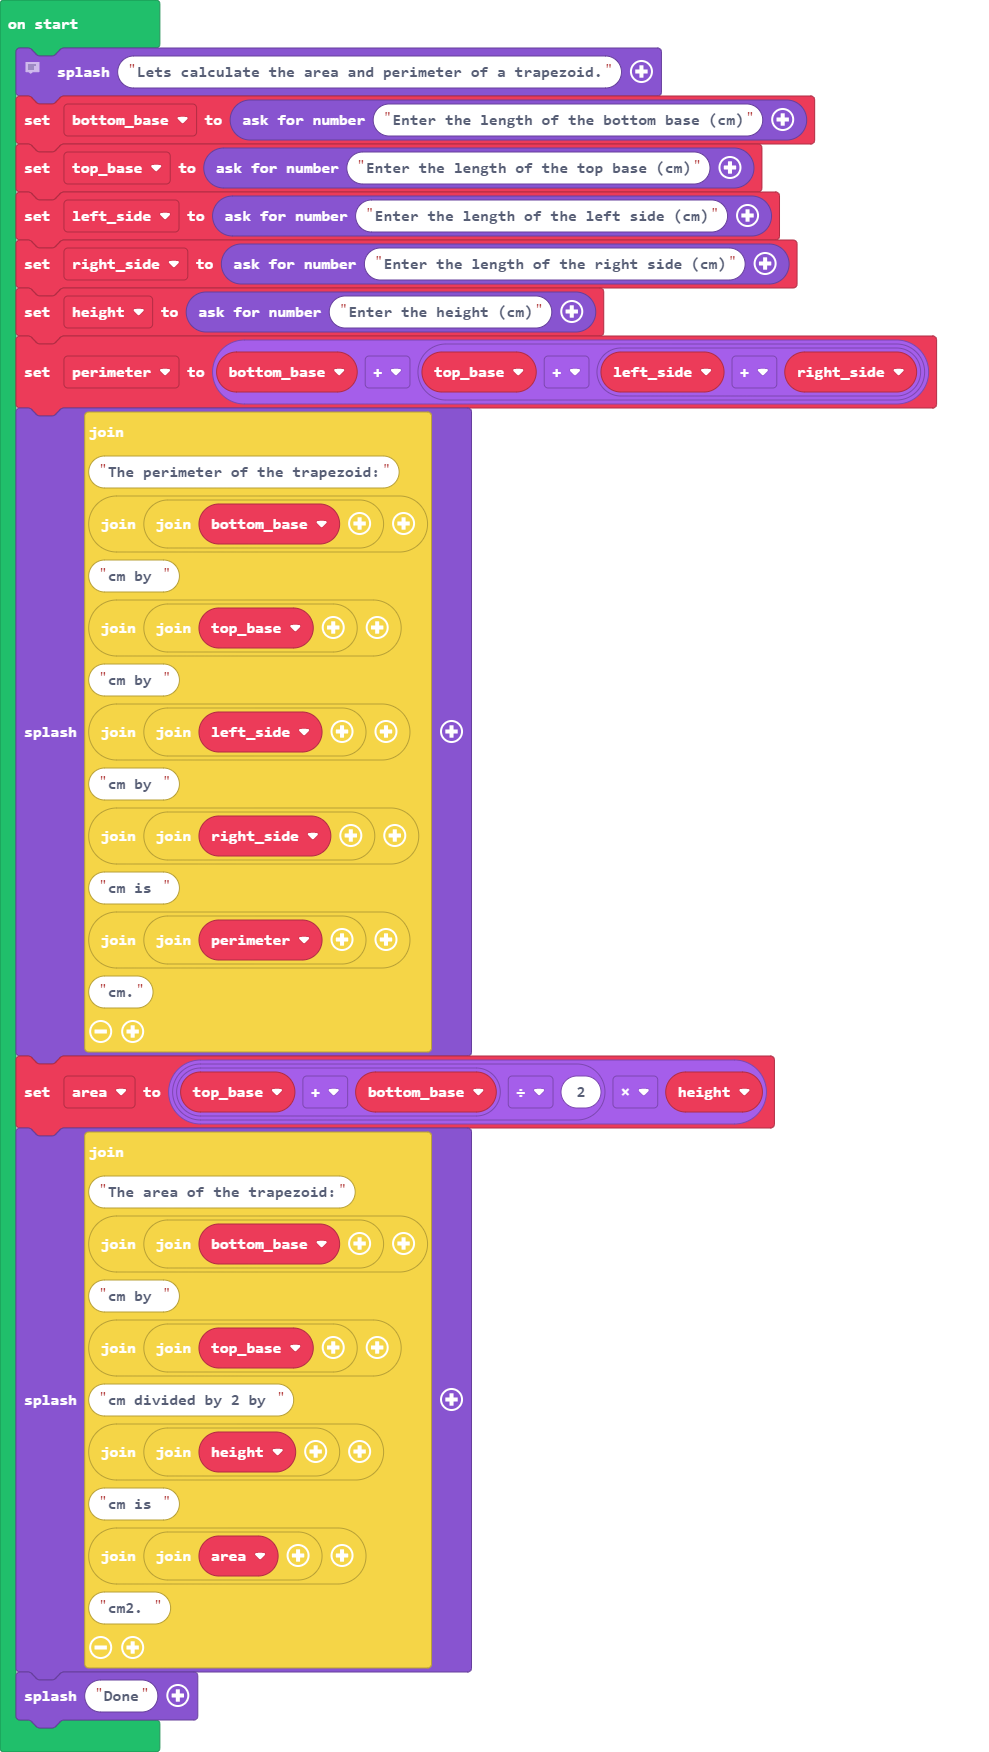 on start
splash "Lets calculate the area and perimeter of a trapezoid."
set bottom_base to ask for number "Enter the length of the bottom base (cm)"
set top_base to ask for number "Enter the length of the top base (cm)"
set left_side to ask for number "Enter the length of the left side (cm)"
set right_side to ask for number "Enter the length of the right side (cm)"
set height to ask for number "Enter the height (cm)"
set perimeter to bottom_base + top_base + left_side + right_side
join
"The perimeter of the trapezoid:"
join join bottom_base
"cm by "
join join top_base
"cm by "
splash join join left_side
"cm by "
join join right_side
"cm is "
join join perimeter
"cm."
set area to top_base + bottom_base ÷ 2 × height
join
"The area of the trapezoid:"
join join bottom_base
"cm by "
join join top_base
splash "cm divided by 2 by "
join join height
"cm is "
join join area
"cm2. "
splash "Done"